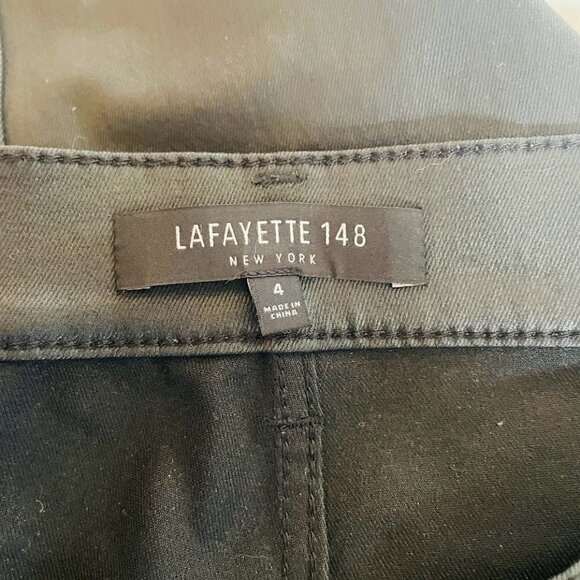 LAFAYETTE 148
NEW YORK
4
MADE IN
CHINA